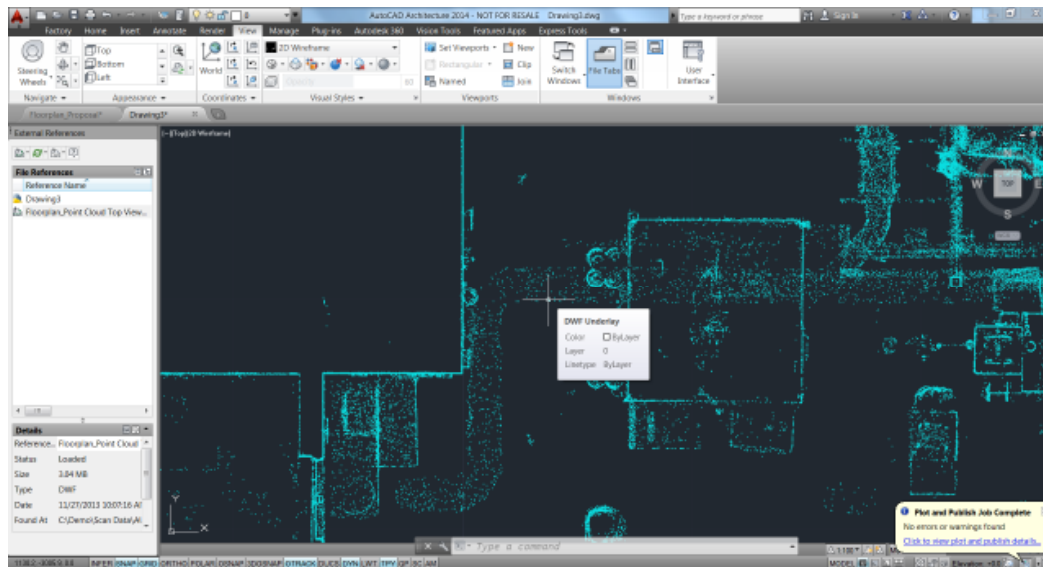 AutoCAD Architecture 2014 - NOT FOR RESALE Drawing3.dwg
Type a keyword or phrase
Sign In
Factory Home Insert Annotate Render View Manage Plug-ins Autodesk 360 Vision Tools Featured Apps Express Tools
Steering Wheels
Top
Bottom
Left
World
2D Wireframe
Opacity 60
Set Viewports
Rectangular
Named
New
Clip
Join
Switch Windows
File Tabs
User Interface
Navigate Appearance Coordinates Visual Styles Viewports Windows
Floorplan_Proposal* Drawing3*
External References
[-][Top][2D Wireframe]
File References
Reference Name
Drawing3
Floorplan_Point Cloud Top View...
N
W TOP E
S
DWF Underlay
Color ByLayer
Layer 0
Linetype ByLayer
Details
Reference... Floorplan_Point Cloud
Status Loaded
Size 3.04 MB
Type DWF
Date 11/27/2013 10:07:16 A
Found At C:\Demo\Scan Data\A
Y
X
Type a command
Plot and Publish Job Complete
No errors or warnings found
Click to view plot and publish details...
INFER SNAP GRID ORTHO POLAR OSNAP 3DOSNAP OTRACK DUCS DYN LWT TPY QP SC AM
1:100
MODEL
Elevation: +0.0